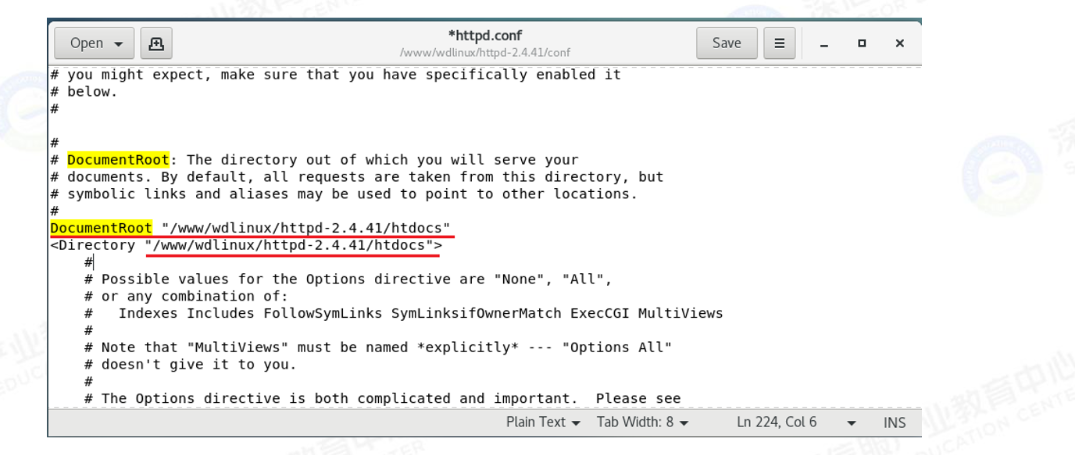 Open
*httpd.conf
/www/wdlinux/httpd-2.4.41/conf
Save
# you might expect, make sure that you have specifically enabled it
# below.
#
#
# DocumentRoot: The directory out of which you will serve your
# documents. By default, all requests are taken from this directory, but
# symbolic links and aliases may be used to point to other locations.
#
DocumentRoot "/www/wdlinux/httpd-2.4.41/htdocs"
<Directory "/www/wdlinux/httpd-2.4.41/htdocs">
#
# Possible values for the Options directive are "None", "All",
# or any combination of:
#   Indexes Includes FollowSymLinks SymLinksifOwnerMatch ExecCGI MultiViews
#
# Note that "MultiViews" must be named *explicitly* --- "Options All"
# doesn't give it to you.
#
# The Options directive is both complicated and important.  Please see
Plain Text Tab Width: 8 Ln 224, Col 6 INS